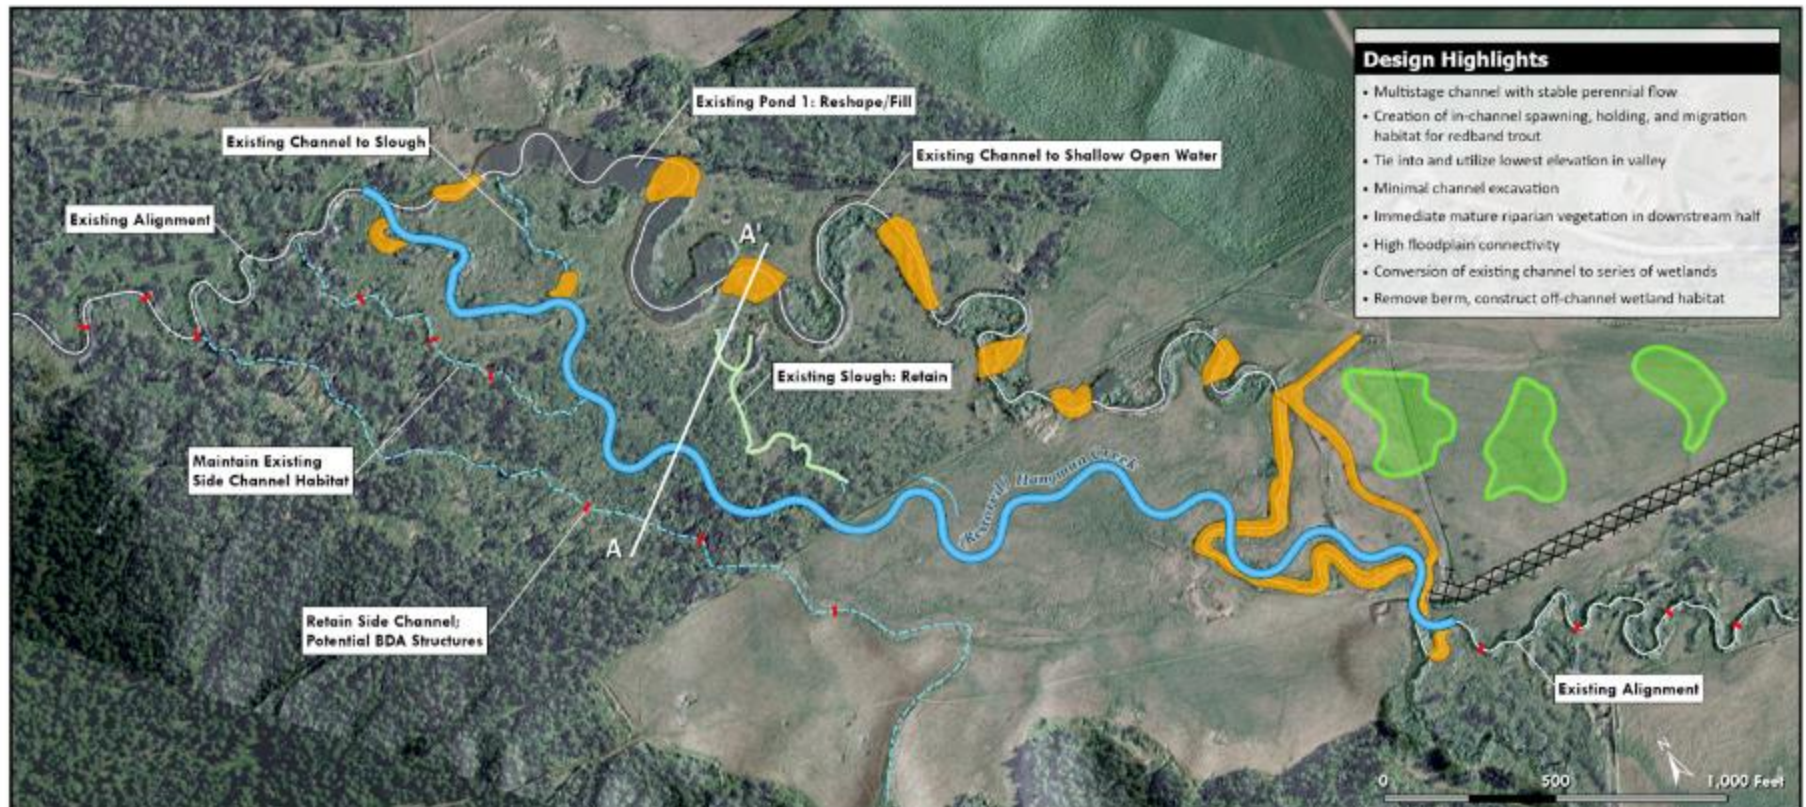 Design Highlights
• Multistage channel with stable perennial flow
• Creation of in-channel spawning, holding, and migration
habitat for redband trout
• Tie into and utilize lowest elevation in valley
• Minimal channel excavation
• Immediate mature riparian vegetation in downstream half
• High floodplain connectivity
• Conversion of existing channel to series of wetlands
• Remove berm, construct off-channel wetland habitat
Existing Pond 1: Reshape/Fill
Existing Channel to Slough
Existing Channel to Shallow Open Water
Existing Alignment
A'
Existing Slough: Retain
Maintain Existing
Side Channel Habitat
Restored Hangman Creek
A
Retain Side Channel;
Potential BDA Structures
Existing Alignment
N
0 500 1,000 Feet